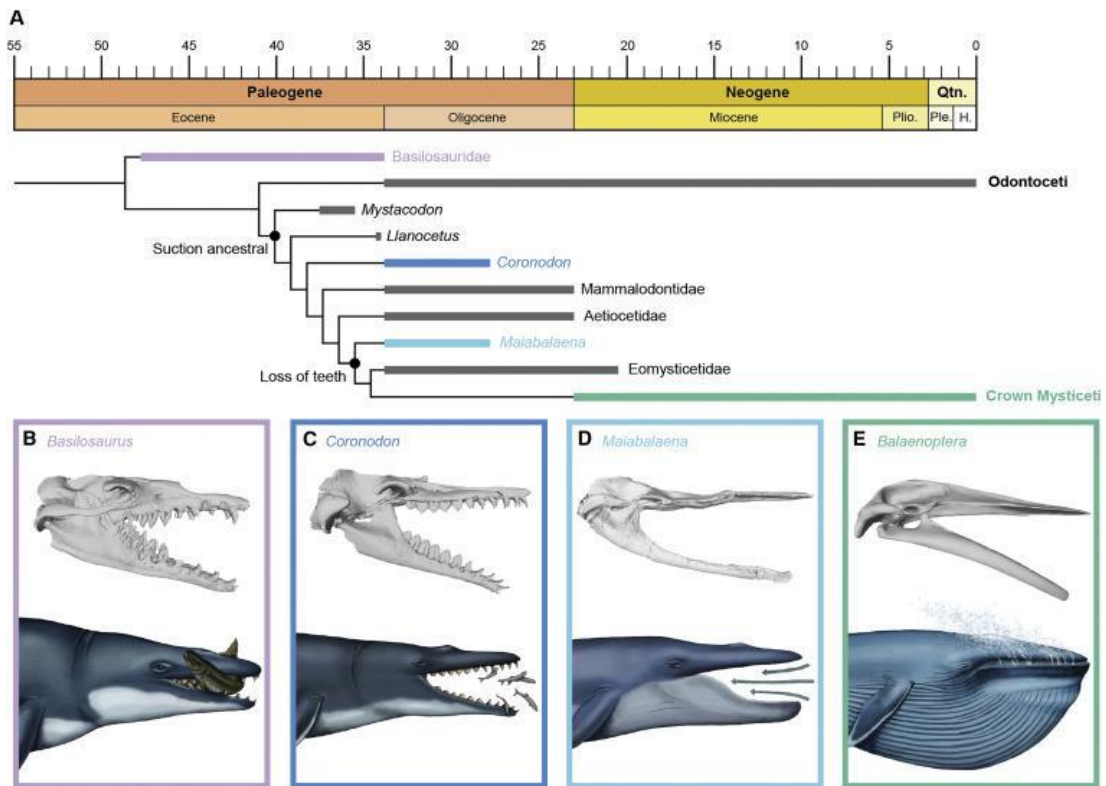 A
55 50 45 40 35 30 25 20 15 10 5 0
Paleogene Neogene Qtn.
Eocene Oligocene Miocene Plio. Ple. H.
Basilosauridae
Odontoceti
Mystacodon
Llanocetus
Suction ancestral
Coronodon
Mammalodontidae
Aetiocetidae
Maiabalaena
Eomysticetidae
Loss of teeth
Crown Mysticeti
B Basilosaurus
C Coronodon
D Maiabalaena
E Balaenoptera